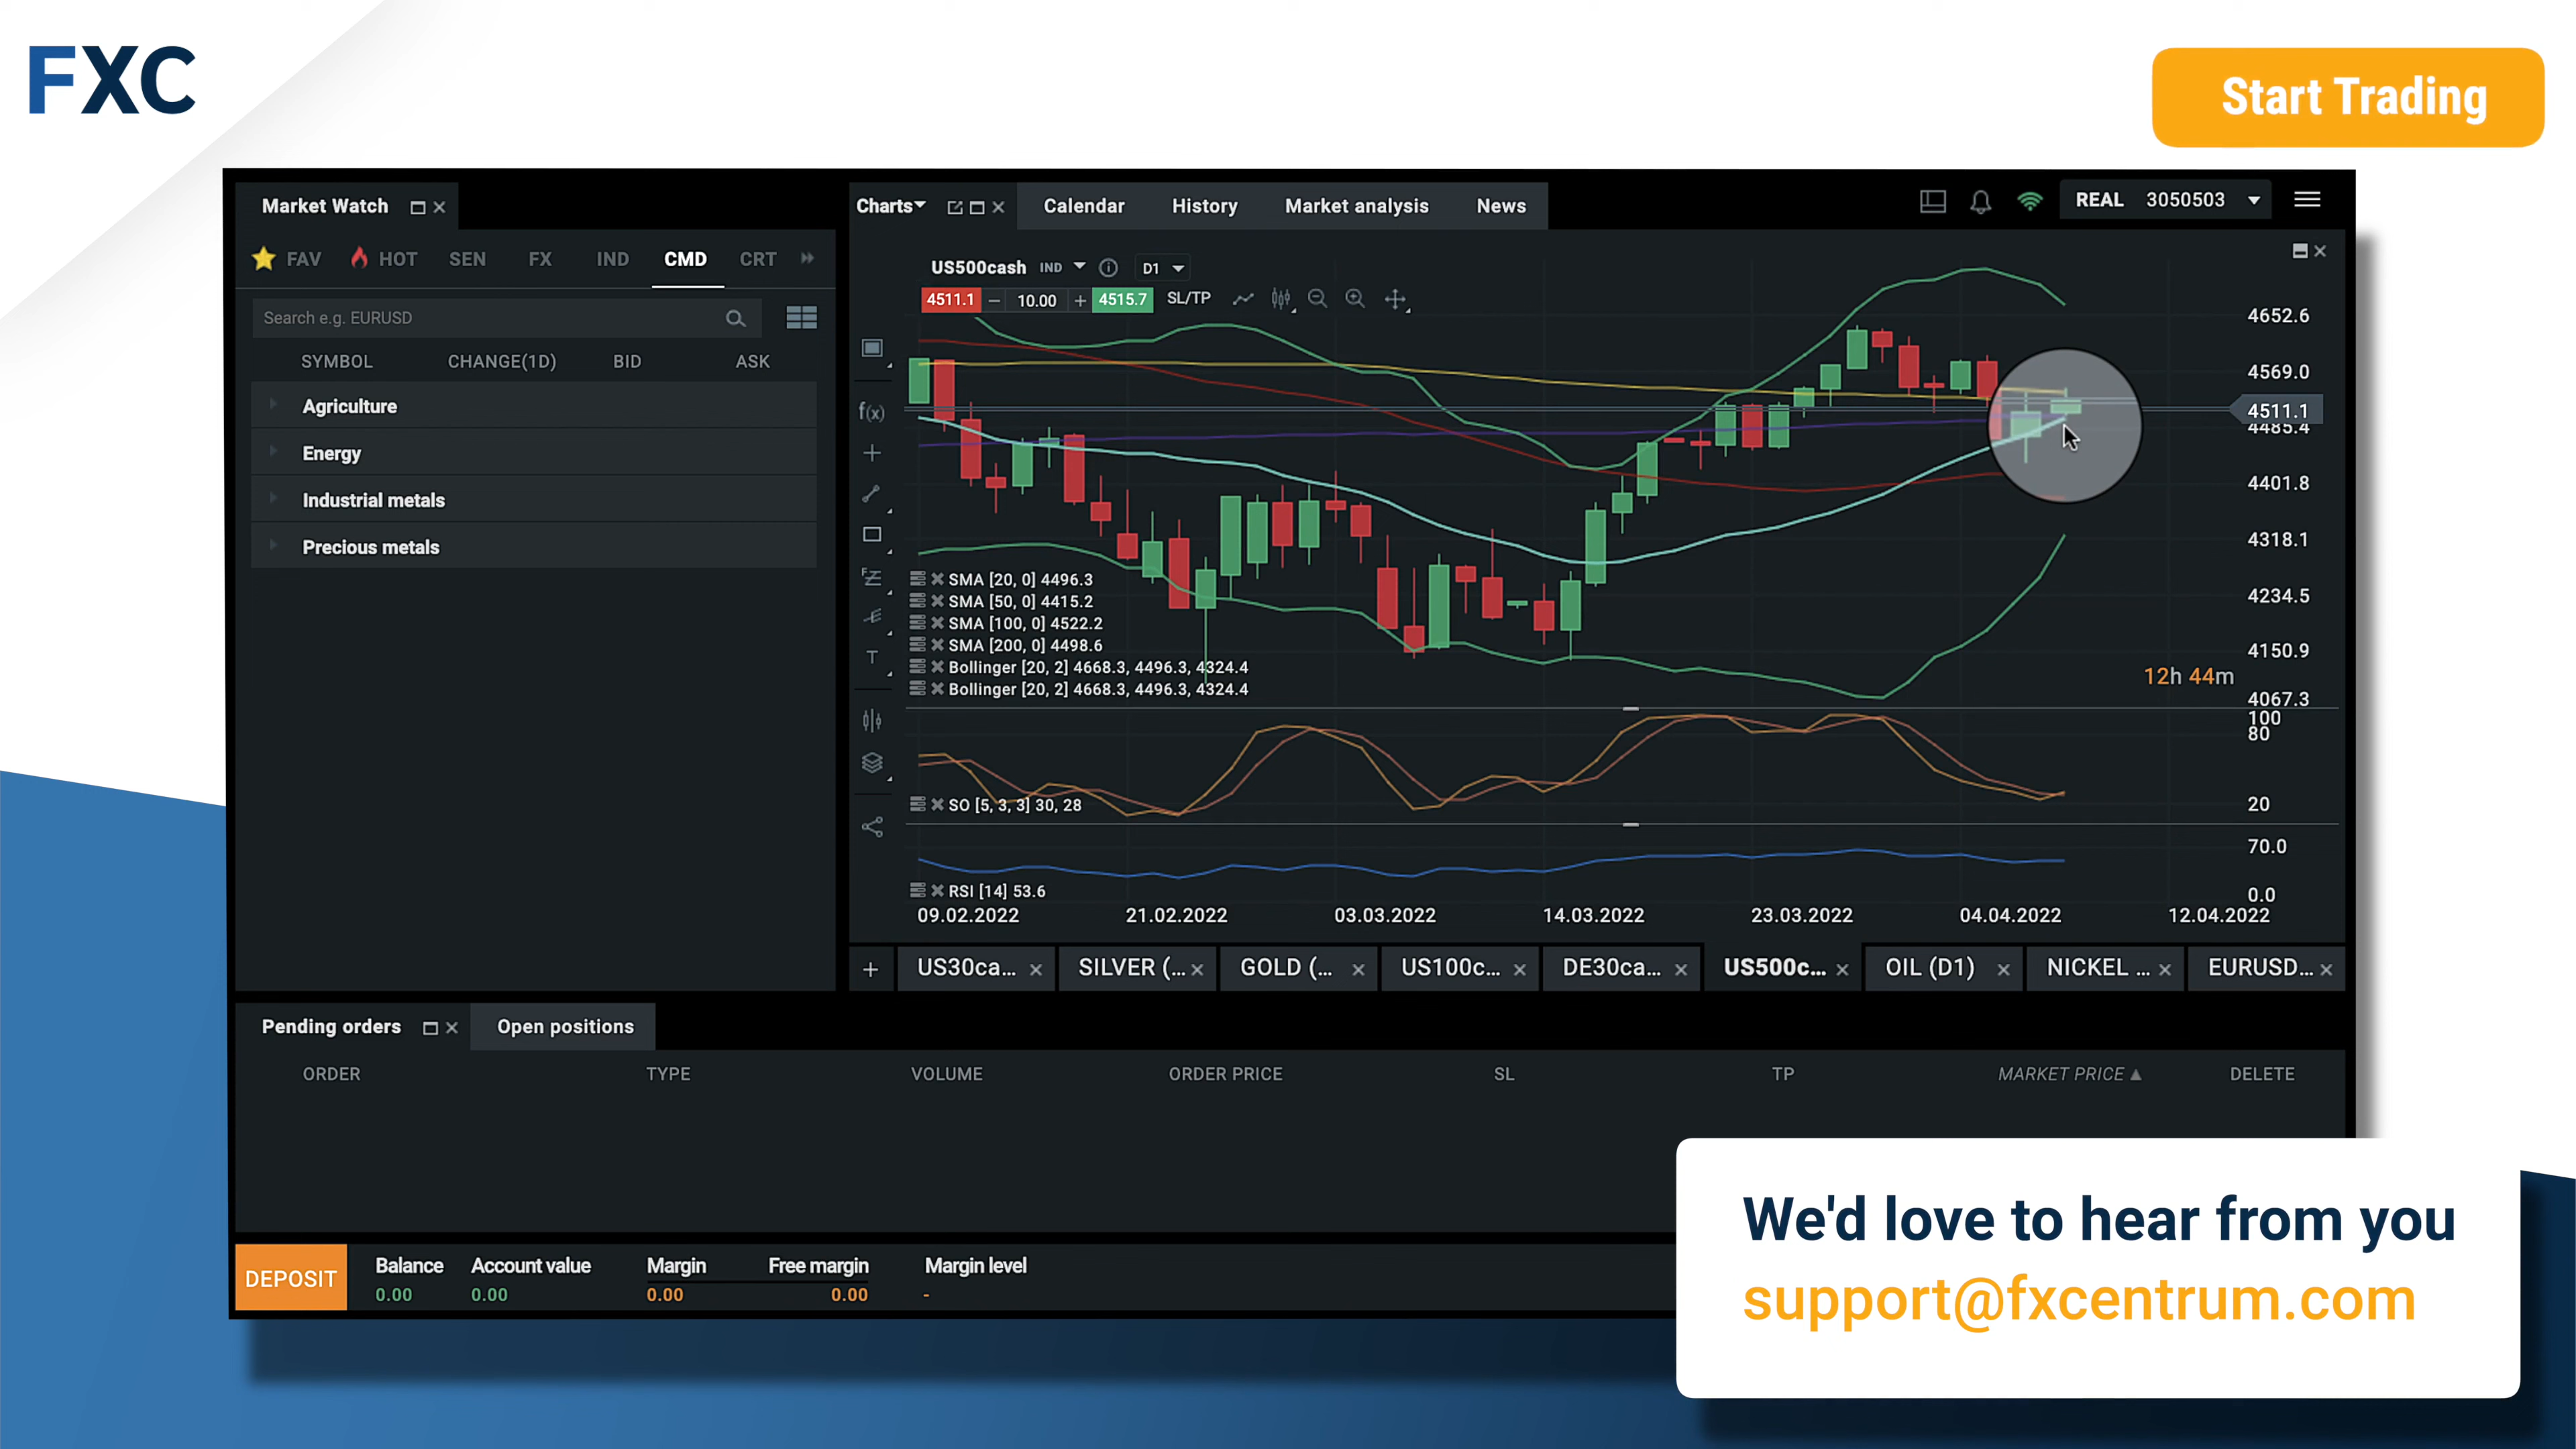 FXC
Start Trading
Market Watch
Charts
Calendar
History
Market analysis
News
REAL 3050503
FAV
HOT
SEN
FX
IND
CMD
CRT
Search e.g. EURUSD
SYMBOL CHANGE(1D) BID ASK
Agriculture
Energy
Industrial metals
Precious metals
US500cash IND D1
4511.1 − 10.00 + 4515.7 SL/TP
f(x)
T
4652.6
4569.0
4511.1
4485.4
4401.8
4318.1
4234.5
4150.9
4067.3
12h 44m
SMA [20, 0] 4496.3
SMA [50, 0] 4415.2
SMA [100, 0] 4522.2
SMA [200, 0] 4498.6
Bollinger [20, 2] 4668.3, 4496.3, 4324.4
Bollinger [20, 2] 4668.3, 4496.3, 4324.4
100
80
20
SO [5, 3, 3] 30, 28
70.0
0.0
RSI [14] 53.6
09.02.2022 21.02.2022 03.03.2022 14.03.2022 23.03.2022 04.04.2022 12.04.2022
+ US30ca... SILVER (... GOLD (... US100c... DE30ca... US500c... OIL (D1) NICKEL ... EURUSD...
Pending orders
Open positions
ORDER TYPE VOLUME ORDER PRICE SL TP MARKET PRICE ▲ DELETE
DEPOSIT
Balance Account value Margin Free margin Margin level
0.00 0.00 0.00 0.00 -
We'd love to hear from you
support@fxcentrum.com